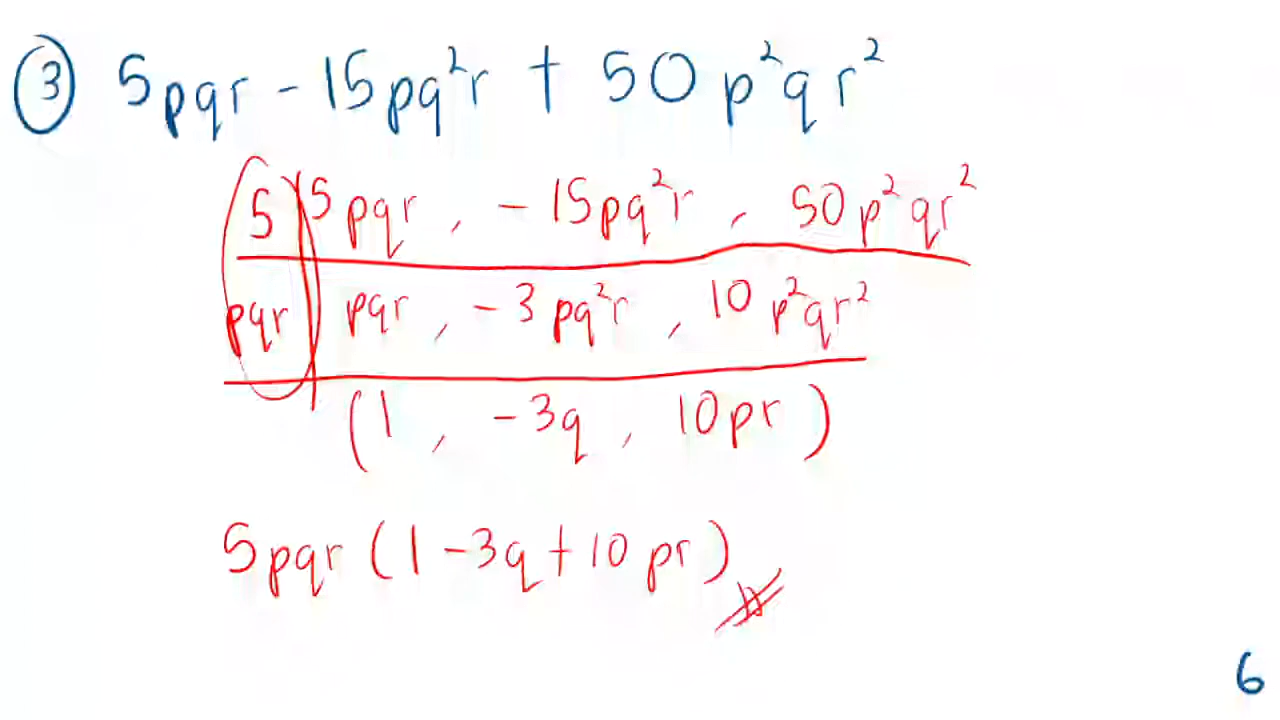 ③ 5pqr - 15pq²r + 50p²qr²
5 | 5pqr , -15pq²r , 50p²qr²
pqr | pqr , -3pq²r , 10p²qr²
(1 , -3q , 10pr)
5pqr (1 - 3q + 10pr)
6